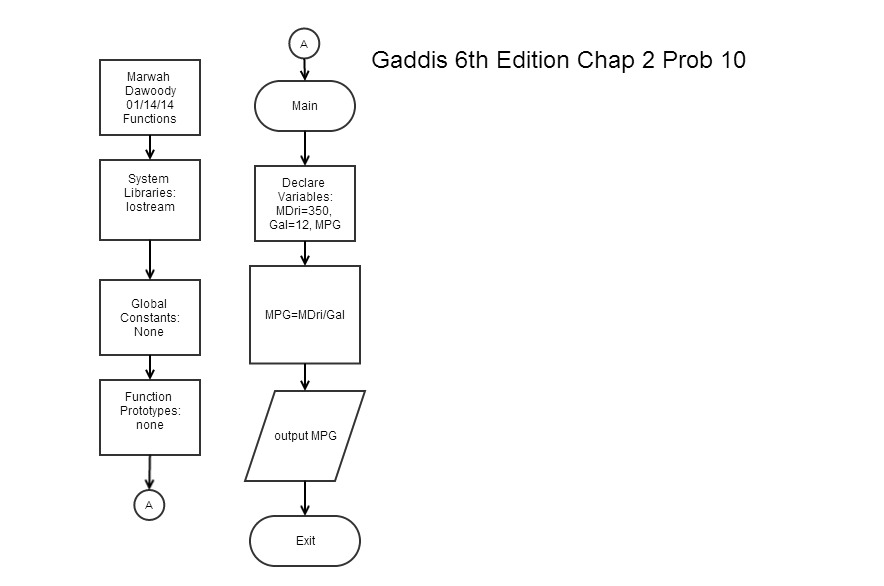 Gaddis 6th Edition Chap 2 Prob 10
Marwah
Dawoody
01/14/14
Functions
System
Libraries:
Iostream
Global
Constants:
None
Function
Prototypes:
none
A
A
Main
Declare
Variables:
MDri=350,
Gal=12, MPG
MPG=MDri/Gal
output MPG
Exit